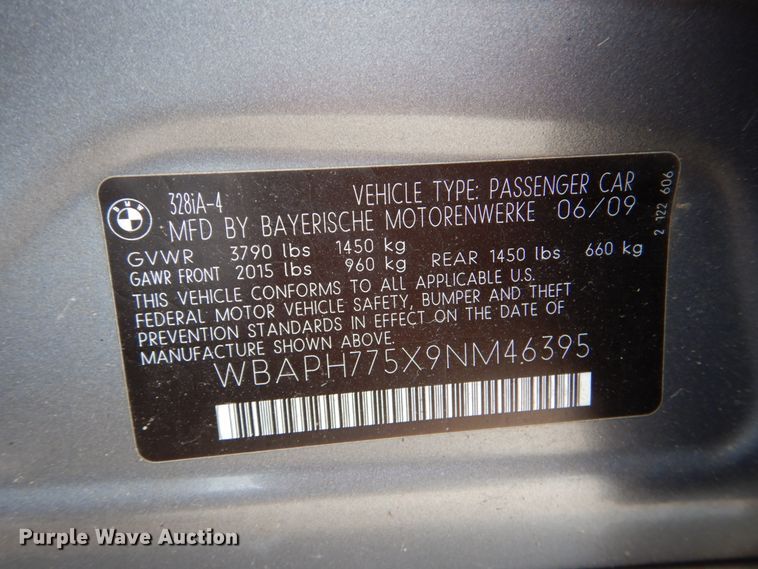 BMW
328iA-4 VEHICLE TYPE: PASSENGER CAR
MFD BY BAYERISCHE MOTORENWERKE 06/09
GVWR 3790 lbs 1450 kg
GAWR FRONT 2015 lbs 960 kg REAR 1450 lbs 660 kg
THIS VEHICLE CONFORMS TO ALL APPLICABLE U.S.
FEDERAL MOTOR VEHICLE SAFETY, BUMPER AND THEFT
PREVENTION STANDARDS IN EFFECT ON THE DATE OF
MANUFACTURE SHOWN ABOVE.
WBAPH775X9NM46395
2 122 606
Purple Wave Auction